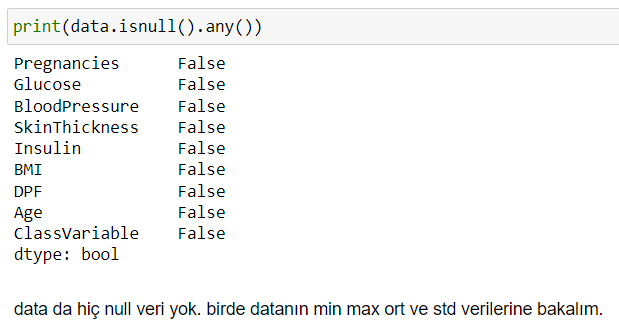 print(data.isnull().any())
Pregnancies      False
Glucose          False
BloodPressure    False
SkinThickness    False
Insulin          False
BMI              False
DPF              False
Age              False
ClassVariable    False
dtype: bool
data da hiç null veri yok. birde datanın min max ort ve std verilerine bakalım.